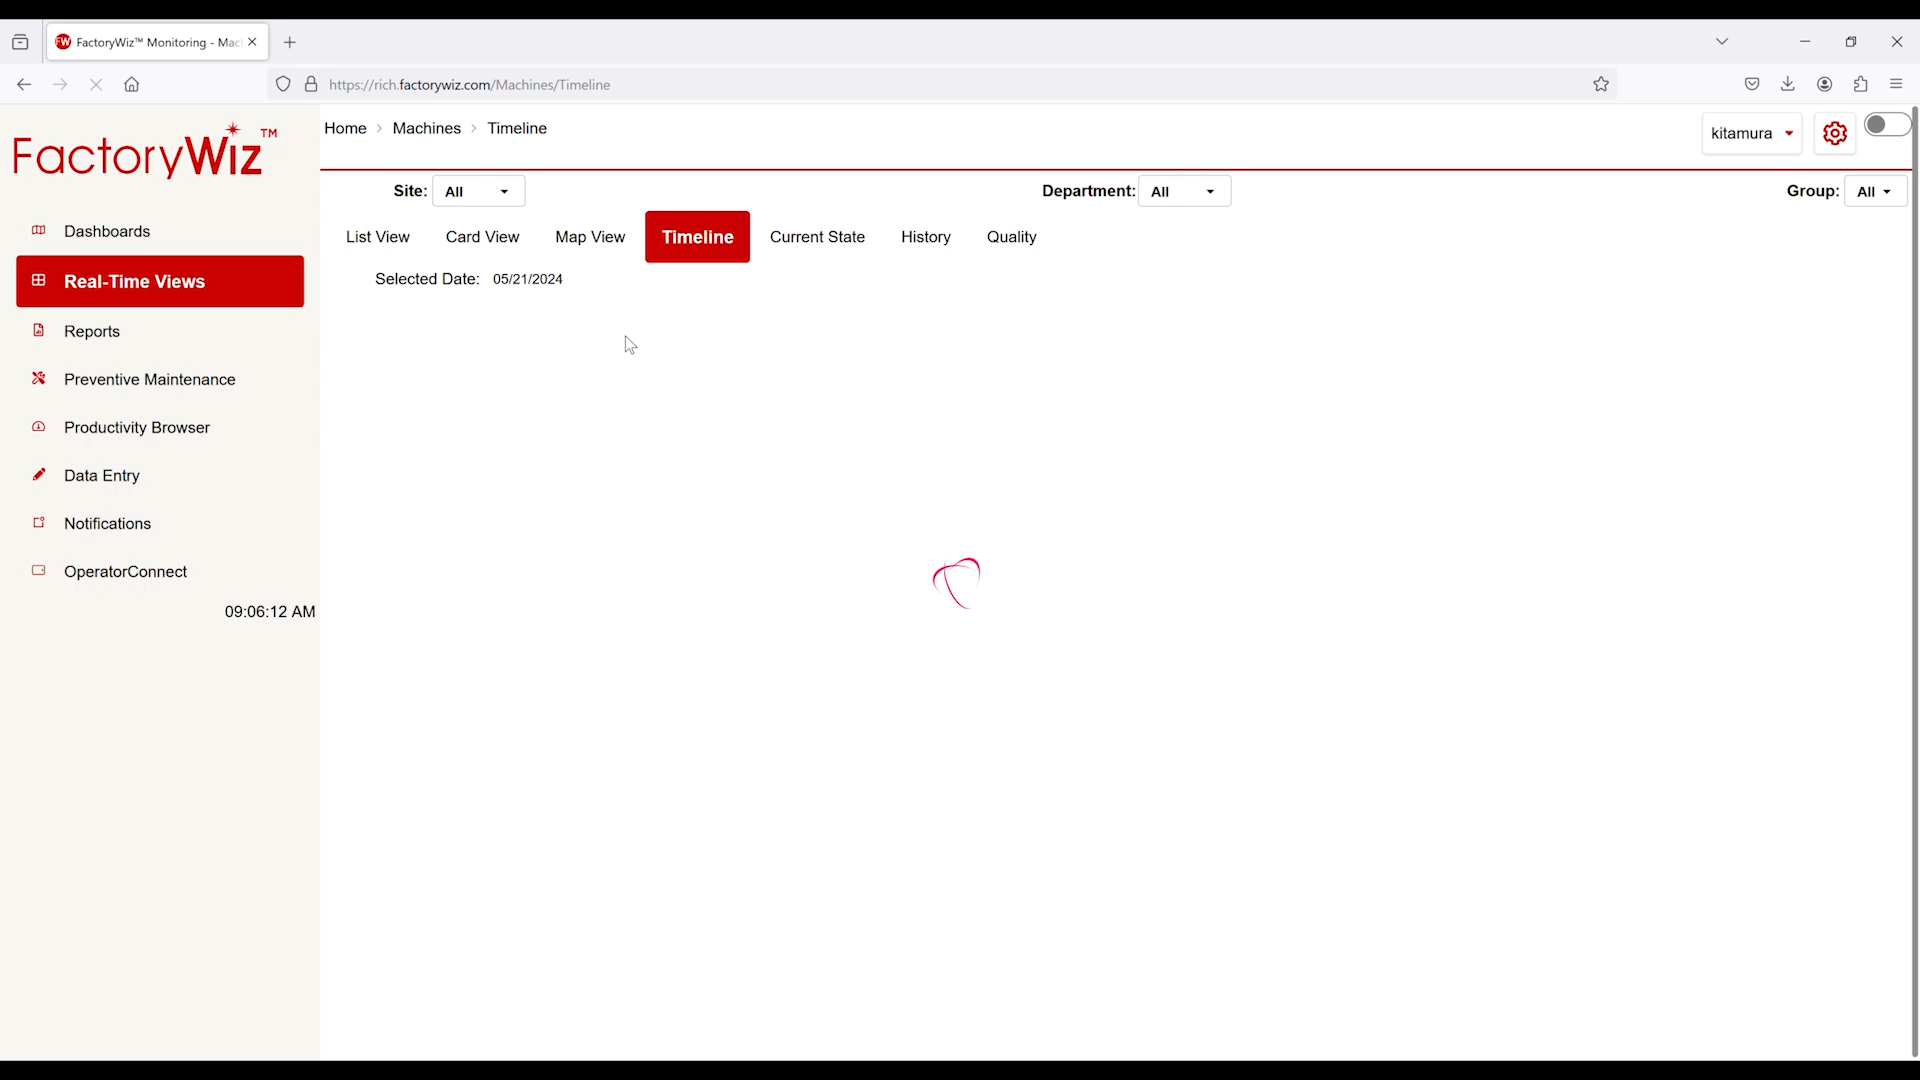 FactoryWiz™ Monitoring - Mac
https://rich.factorywiz.com/Machines/Timeline
FactoryWiz™
Home > Machines > Timeline
kitamura
Site: All
Department: All
Group: All
List View
Card View
Map View
Timeline
Current State
History
Quality
Selected Date: 05/21/2024
Dashboards
Real-Time Views
Reports
Preventive Maintenance
Productivity Browser
Data Entry
Notifications
OperatorConnect
09:06:12 AM